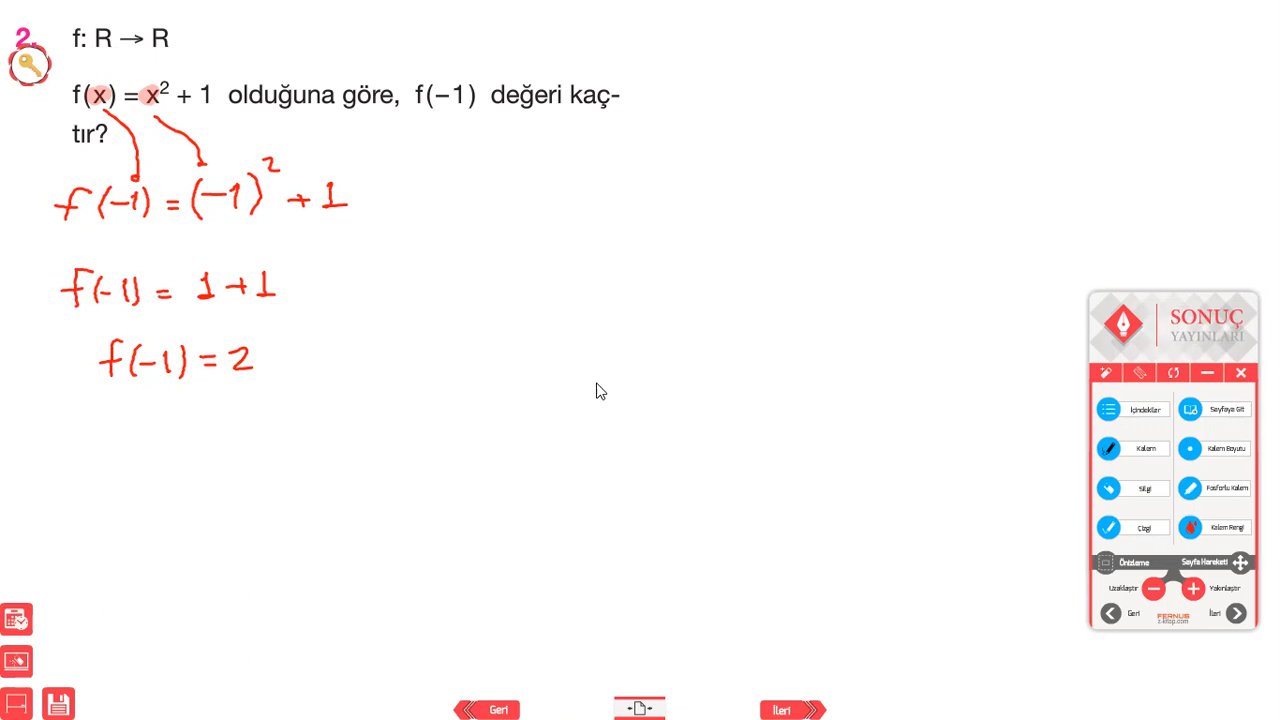 2. f: R → R
f(x) = x² + 1 olduğuna göre, f(−1) değeri kaç-
tır?
f(-1) = (-1)² + 1
f(-1) = 1 + 1
f(-1) = 2
SONUÇ
YAYINLARI
İçindekiler Sayfaya Git
Kalem Kalem Boyutu
Silgi Fosforlu Kalem
Çizgi Kalem Rengi
Önizleme Sayfa Hareketi
Uzaklaştır Yakınlaştır
Geri FERNUS İleri
z-kitap.com
Geri İleri